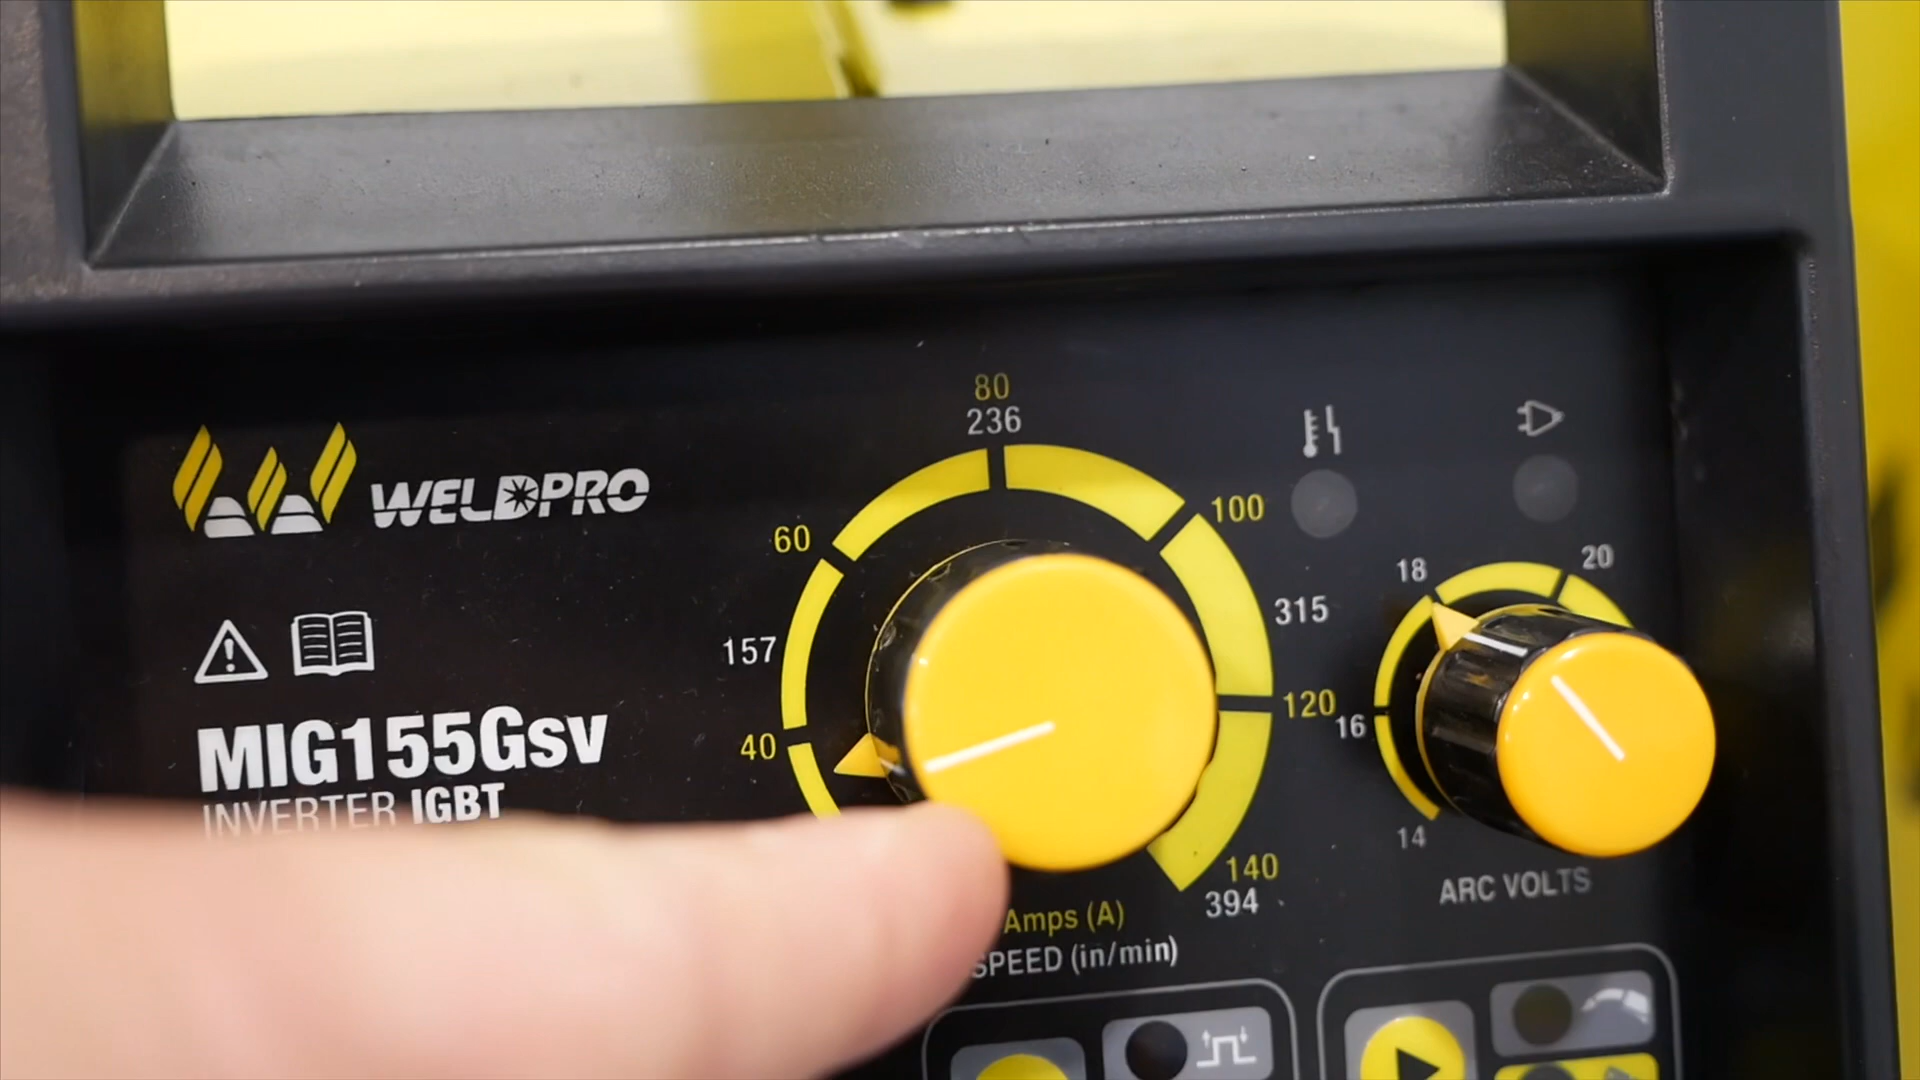 80
236
100
60
20
18
WELDPRO
315
157
120
16
40
MIG155Gsv
INVERTER IGBT
14
140
394
ARC VOLTS
Amps (A)
SPEED (in/min)